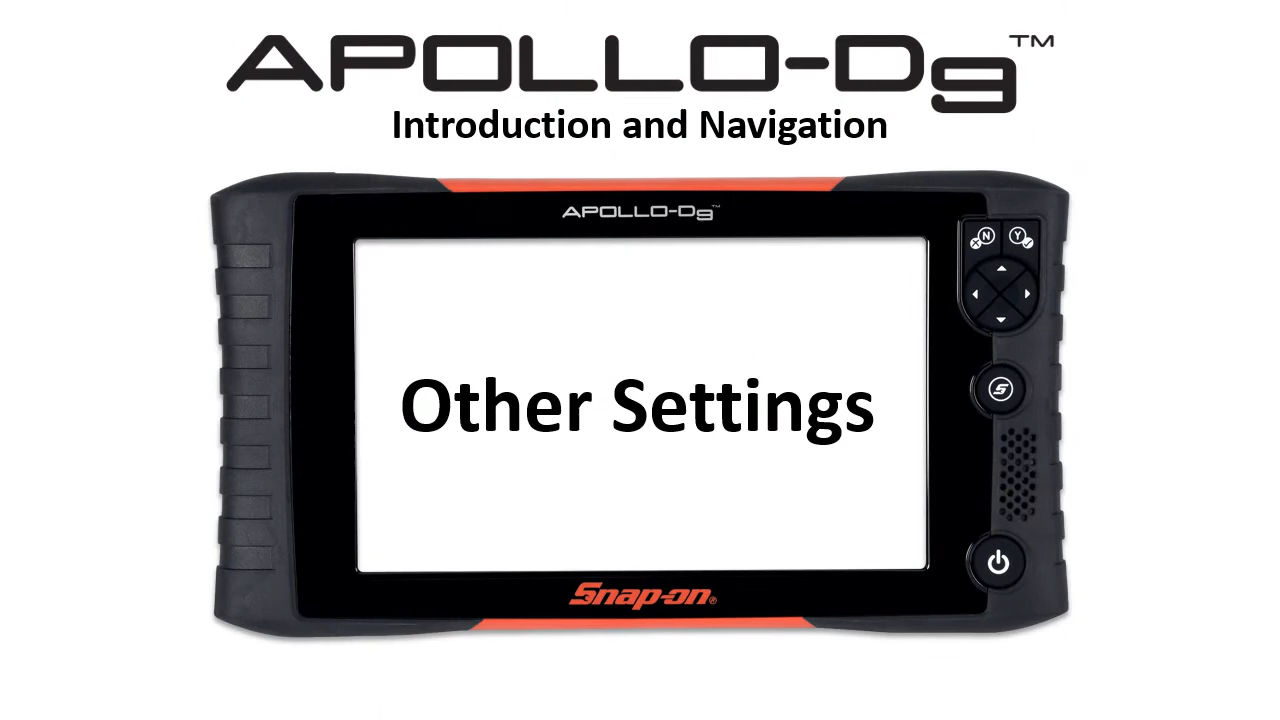 APOLLO-D9™
Introduction and Navigation
APOLLO-D9™
N Y
Other Settings
S
Snap-on®